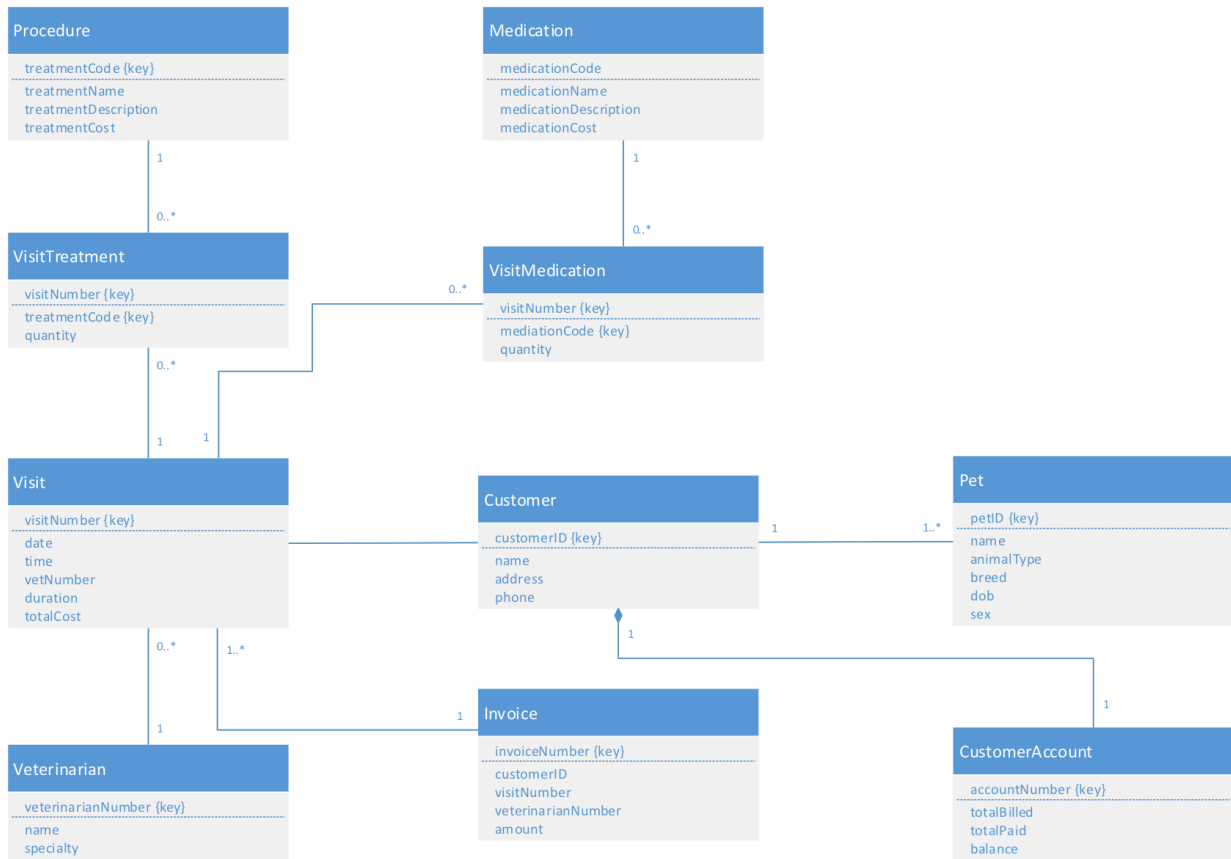 Procedure
treatmentCode {key}
treatmentName
treatmentDescription
treatmentCost
1
0..*
Medication
medicationCode
medicationName
medicationDescription
medicationCost
1
0..*
VisitTreatment
visitNumber {key}
treatmentCode {key}
quantity
0..*
1
VisitMedication
visitNumber {key}
mediationCode {key}
quantity
0..*
1
Visit
visitNumber {key}
date
time
vetNumber
duration
totalCost
0..*
1..*
1
1
Customer
customerID {key}
name
address
phone
1
1..*
1
1
Pet
petID {key}
name
animalType
breed
dob
sex
Veterinarian
veterinarianNumber {key}
name
specialty
Invoice
invoiceNumber {key}
customerID
visitNumber
veterinarianNumber
amount
CustomerAccount
accountNumber {key}
totalBilled
totalPaid
balance